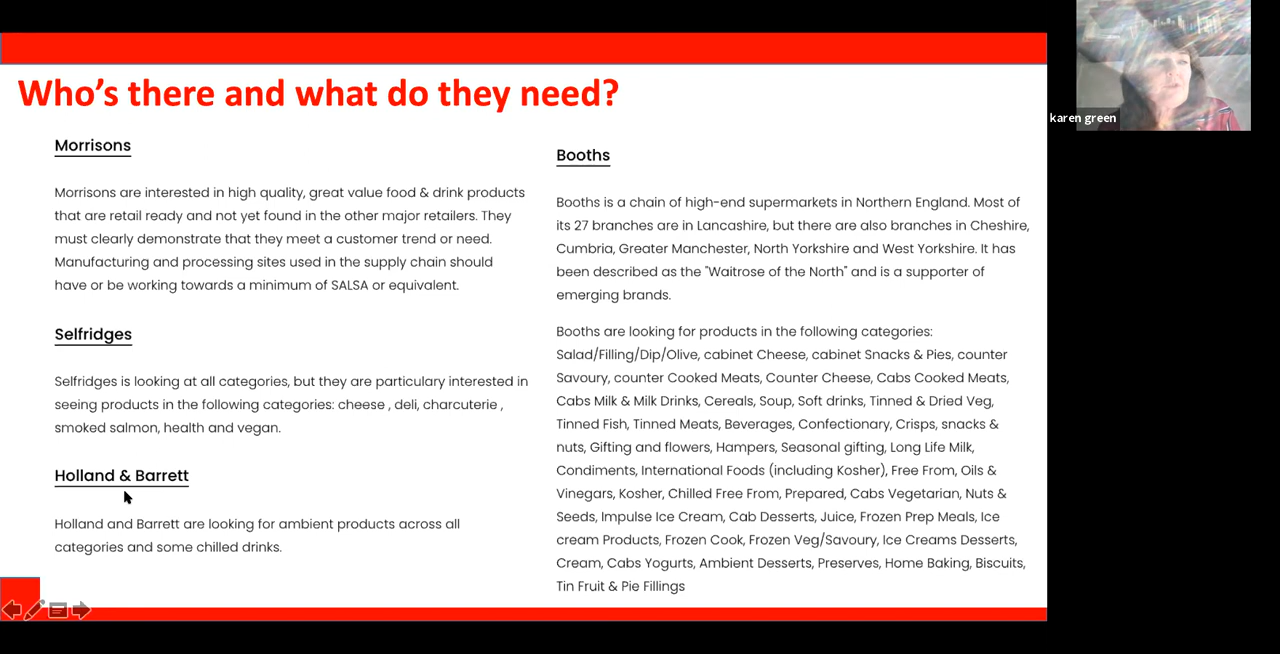 Who's there and what do they need?
Morrisons
Morrisons are interested in high quality, great value food & drink products
that are retail ready and not yet found in the other major retailers. They
must clearly demonstrate that they meet a customer trend or need.
Manufacturing and processing sites used in the supply chain should
have or be working towards a minimum of SALSA or equivalent.
Selfridges
Selfridges is looking at all categories, but they are particulary interested in
seeing products in the following categories: cheese , deli, charcuterie ,
smoked salmon, health and vegan.
Holland & Barrett
Holland and Barrett are looking for ambient products across all
categories and some chilled drinks.
Booths
Booths is a chain of high-end supermarkets in Northern England. Most of
its 27 branches are in Lancashire, but there are also branches in Cheshire,
Cumbria, Greater Manchester, North Yorkshire and West Yorkshire. It has
been described as the "Waitrose of the North" and is a supporter of
emerging brands.
Booths are looking for products in the following categories:
Salad/Filling/Dip/Olive, cabinet Cheese, cabinet Snacks & Pies, counter
Savoury, counter Cooked Meats, Counter Cheese, Cabs Cooked Meats,
Cabs Milk & Milk Drinks, Cereals, Soup, Soft drinks, Tinned & Dried Veg,
Tinned Fish, Tinned Meats, Beverages, Confectionary, Crisps, snacks &
nuts, Gifting and flowers, Hampers, Seasonal gifting, Long Life Milk,
Condiments, International Foods (including Kosher), Free From, Oils &
Vinegars, Kosher, Chilled Free From, Prepared, Cabs Vegetarian, Nuts &
Seeds, Impulse Ice Cream, Cab Desserts, Juice, Frozen Prep Meals, Ice
cream Products, Frozen Cook, Frozen Veg/Savoury, Ice Creams Desserts,
Cream, Cabs Yogurts, Ambient Desserts, Preserves, Home Baking, Biscuits,
Tin Fruit & Pie Fillings
karen green